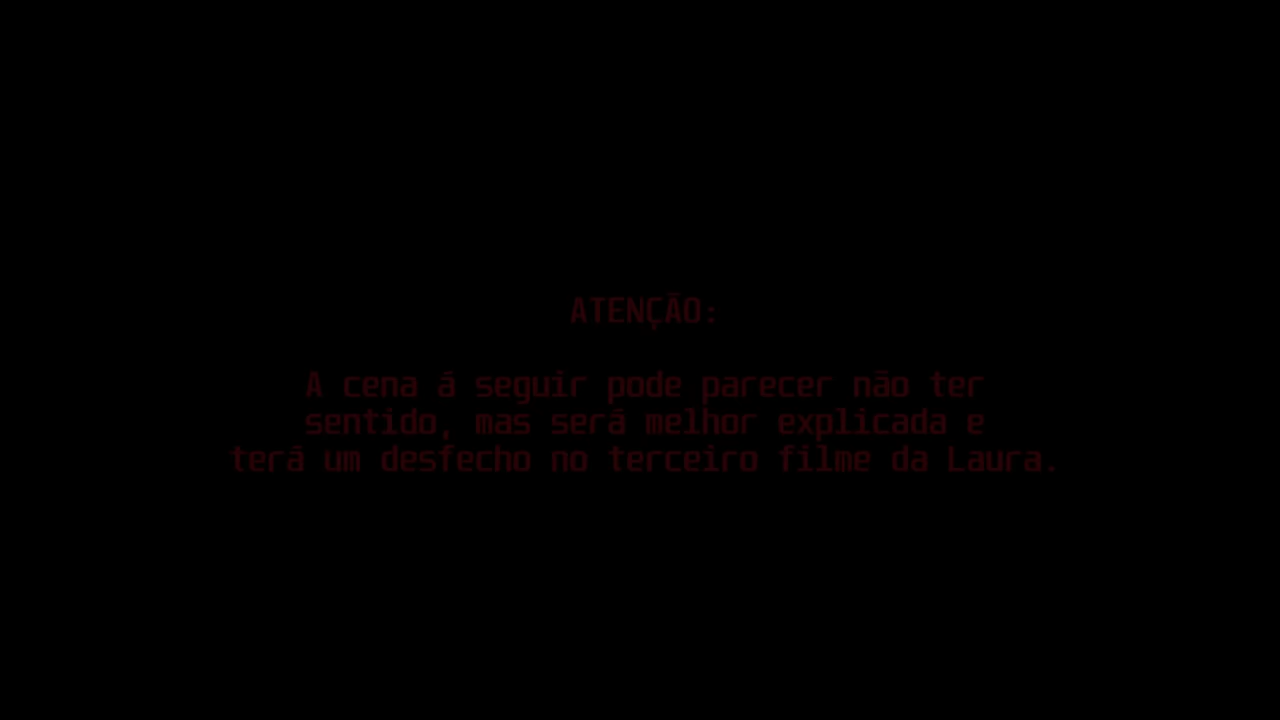 ATENÇÃO:
A cena á seguir pode parecer não ter
sentido, mas será melhor explicada e
terá um desfecho no terceiro filme da Laura.